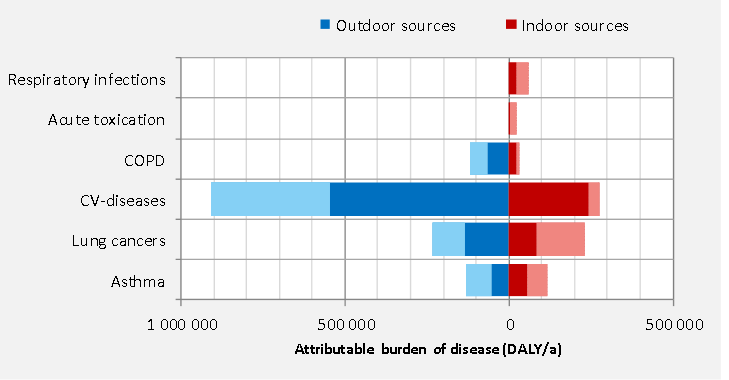 Outdoor sources Indoor sources
Respiratory infections
Acute toxication
COPD
CV-diseases
Lung cancers
Asthma
1 000 000 500 000 0 500 000
Attributable burden of disease (DALY/a)